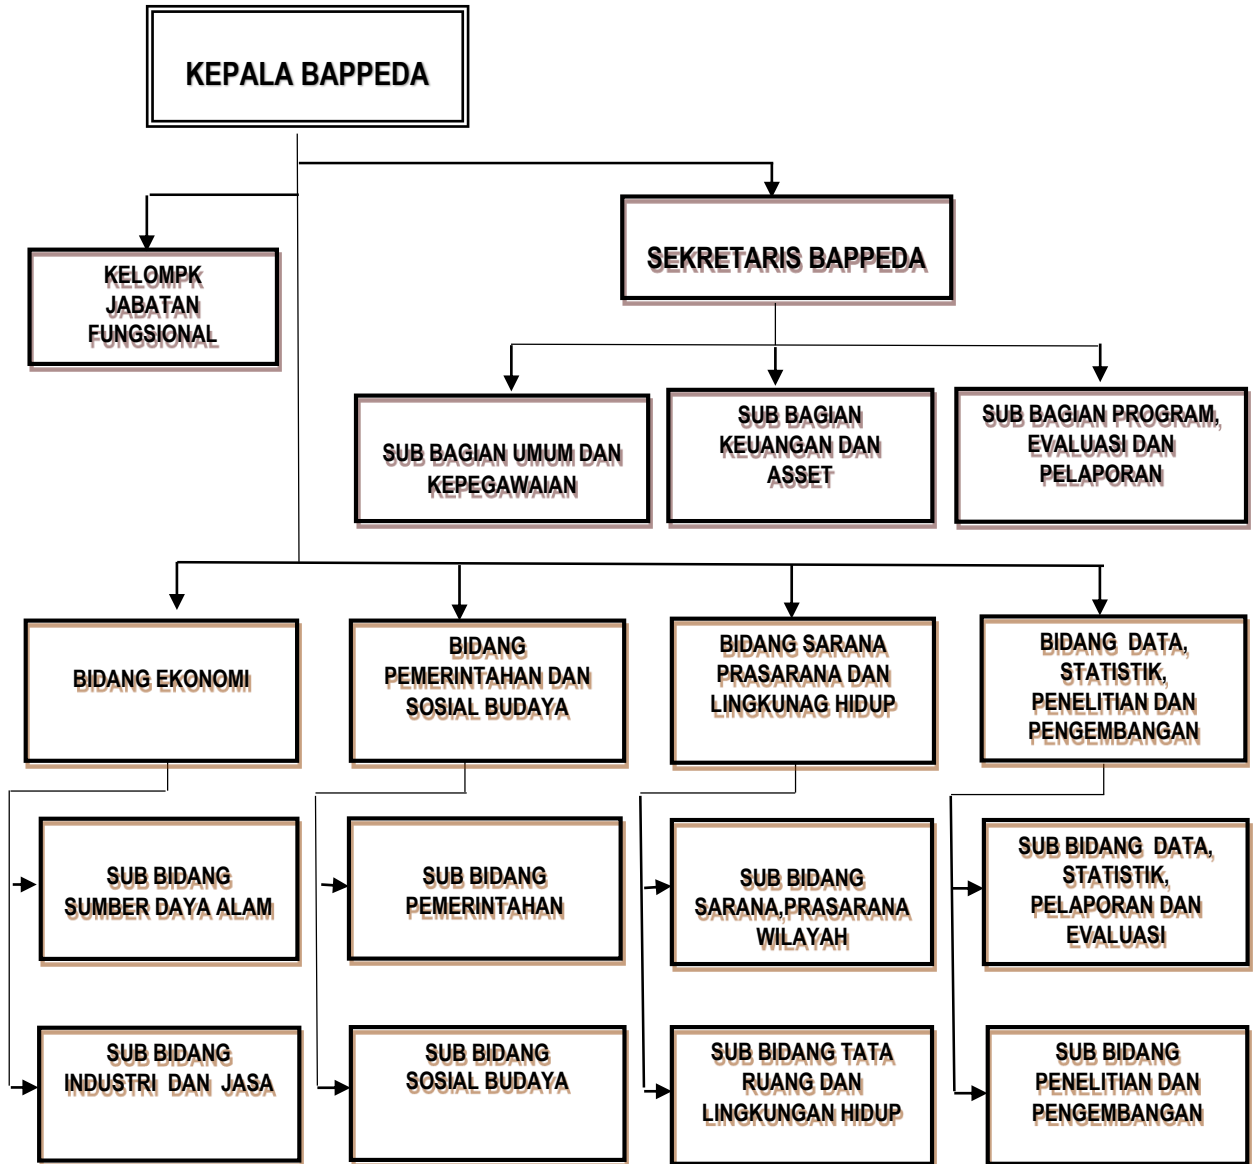 KEPALA BAPPEDA
SEKRETARIS BAPPEDA
KELOMPK
JABATAN
FUNGSIONAL
SUB BAGIAN UMUM DAN
KEPEGAWAIAN
SUB BAGIAN
KEUANGAN DAN
ASSET
SUB BAGIAN PROGRAM,
EVALUASI DAN
PELAPORAN
BIDANG EKONOMI
BIDANG
PEMERINTAHAN DAN
SOSIAL BUDAYA
BIDANG SARANA
PRASARANA DAN
LINGKUNAG HIDUP
BIDANG DATA,
STATISTIK,
PENELITIAN DAN
PENGEMBANGAN
SUB BIDANG
SUMBER DAYA ALAM
SUB BIDANG
PEMERINTAHAN
SUB BIDANG
SARANA,PRASARANA
WILAYAH
SUB BIDANG DATA,
STATISTIK,
PELAPORAN DAN
EVALUASI
SUB BIDANG
INDUSTRI DAN JASA
SUB BIDANG
SOSIAL BUDAYA
SUB BIDANG TATA
RUANG DAN
LINGKUNGAN HIDUP
SUB BIDANG
PENELITIAN DAN
PENGEMBANGAN